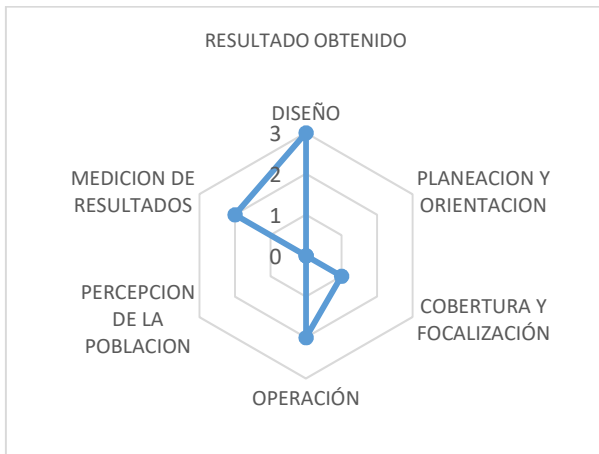 RESULTADO OBTENIDO
DISEÑO
3
2
1
0
PLANEACION Y
ORIENTACION
COBERTURA Y
FOCALIZACIÓN
OPERACIÓN
PERCEPCION
DE LA
POBLACION
MEDICION DE
RESULTADOS